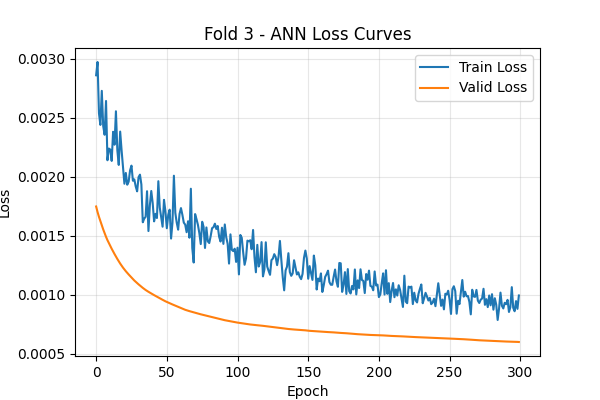 Fold 3 - ANN Loss Curves
Train Loss
Valid Loss
0.0030
0.0025
0.0020
0.0015
0.0010
0.0005
Loss
0 50 100 150 200 250 300
Epoch